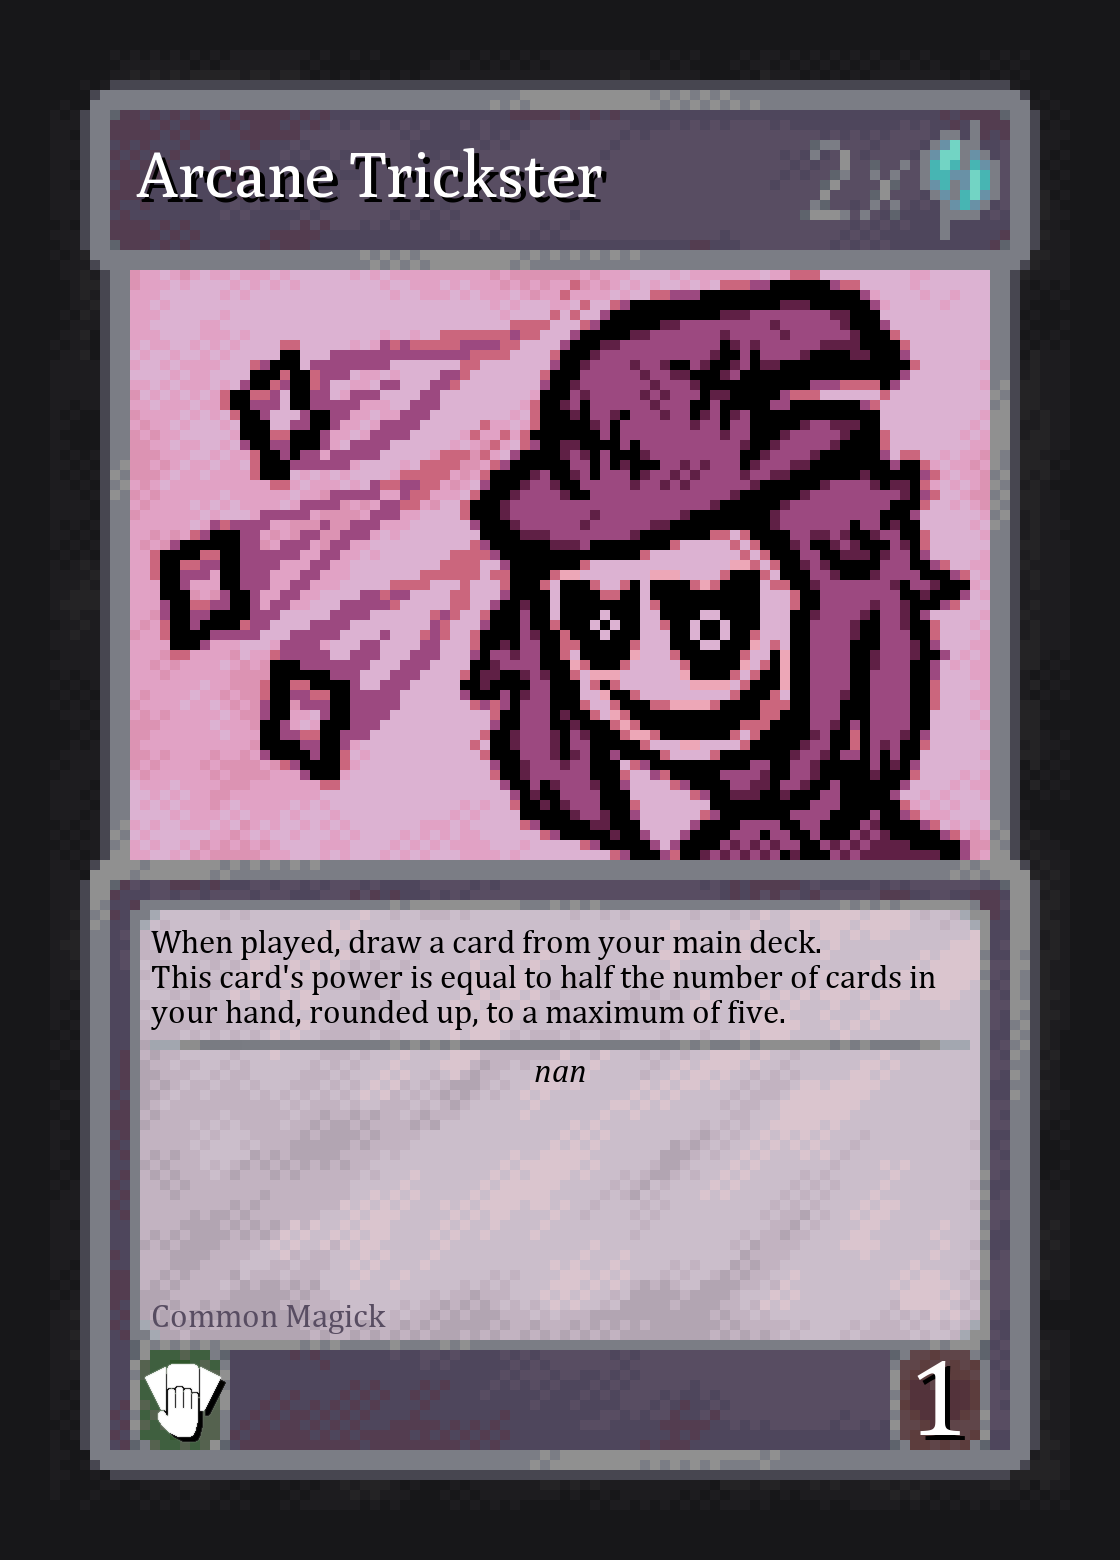 Arcane Trickster
2x
When played, draw a card from your main deck.
This card's power is equal to half the number of cards in
your hand, rounded up, to a maximum of five.
nan
Common Magick
1